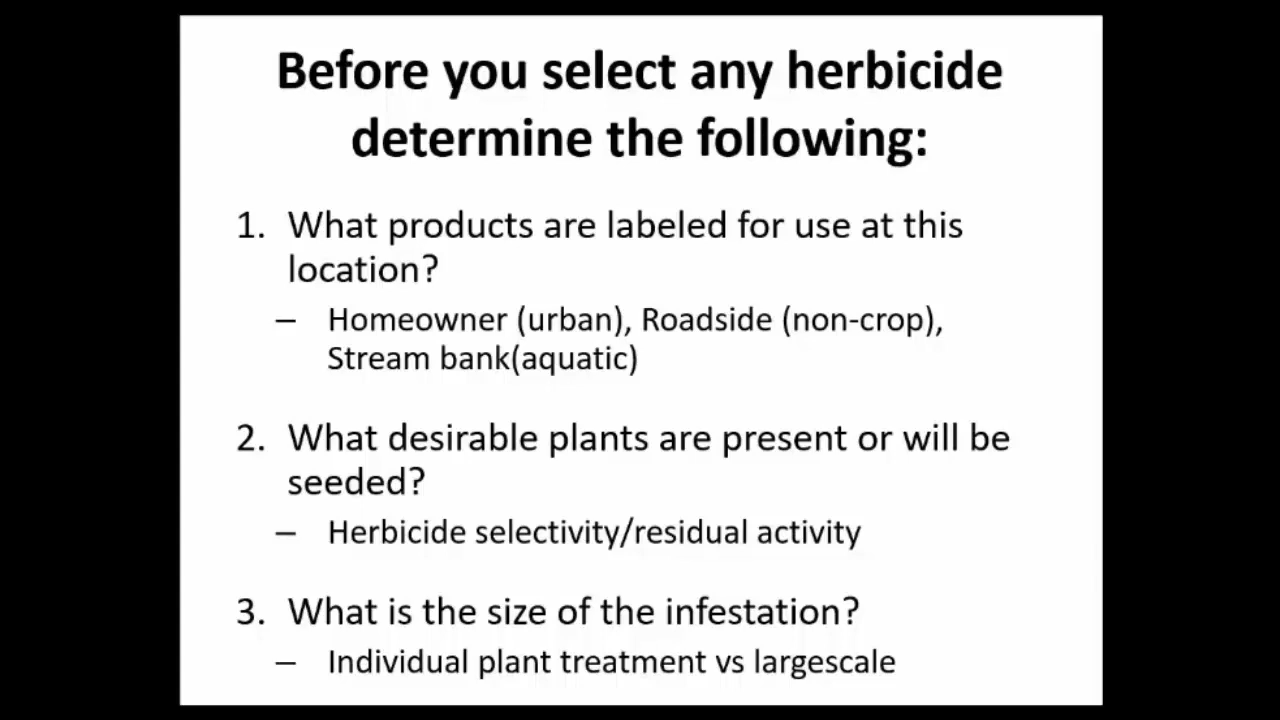 Before you select any herbicide
determine the following:
1. What products are labeled for use at this
location?
– Homeowner (urban), Roadside (non-crop),
Stream bank(aquatic)
2. What desirable plants are present or will be
seeded?
– Herbicide selectivity/residual activity
3. What is the size of the infestation?
– Individual plant treatment vs largescale